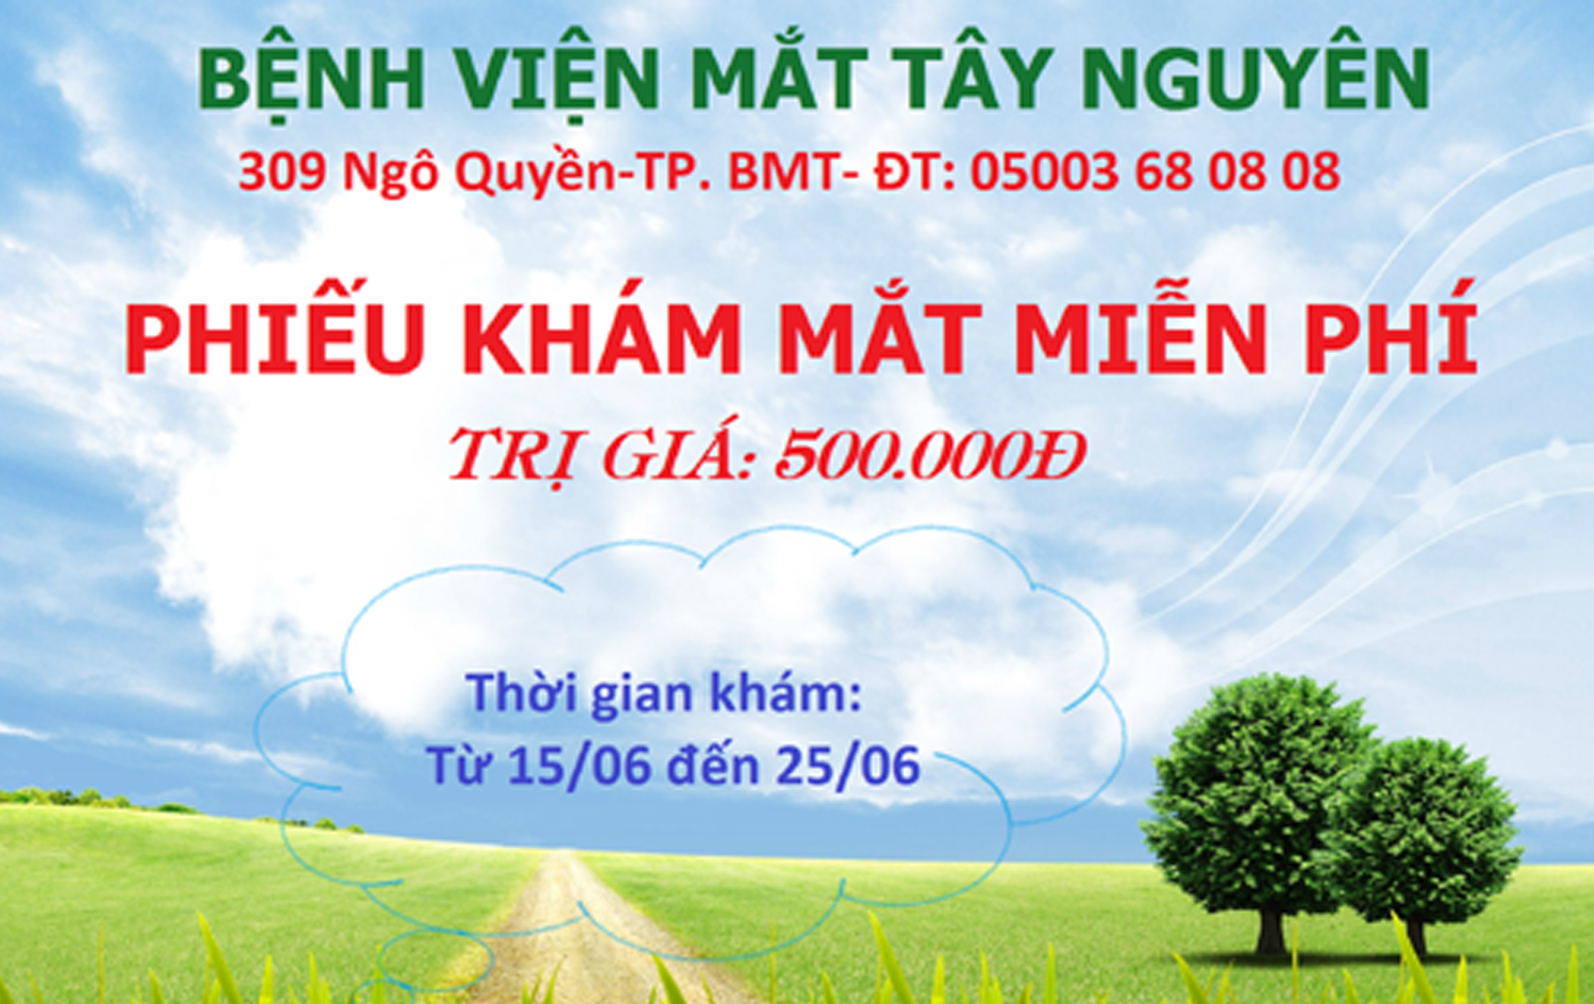 BỆNH VIỆN MẮT TÂY NGUYÊN
309 Ngô Quyền-TP. BMT- ĐT: 05003 68 08 08
PHIẾU KHÁM MẮT MIỄN PHÍ
TRỊ GIÁ: 500.000Đ
Thời gian khám:
Từ 15/06 đến 25/06